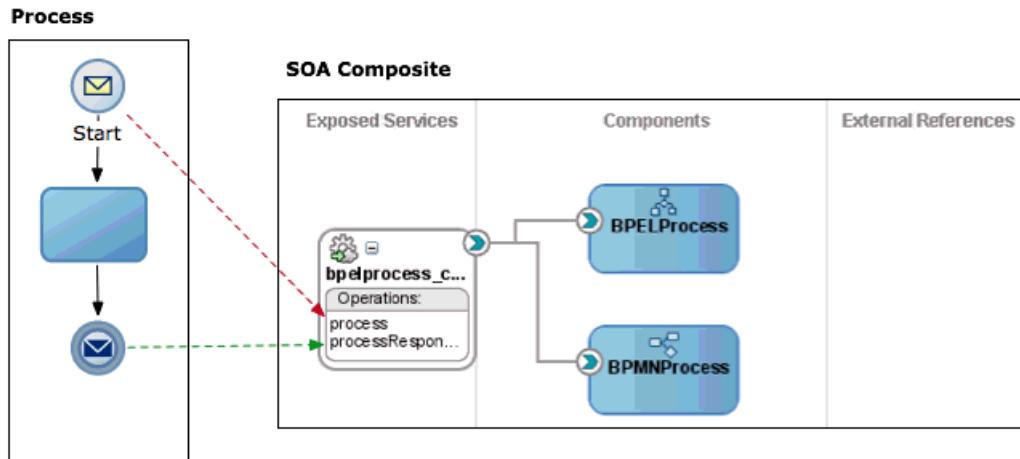 Process
Start
SOA Composite
Exposed Services
Components
External References
bpelprocess_c...
Operations:
process
processRespon...
BPELProcess
BPMNProcess